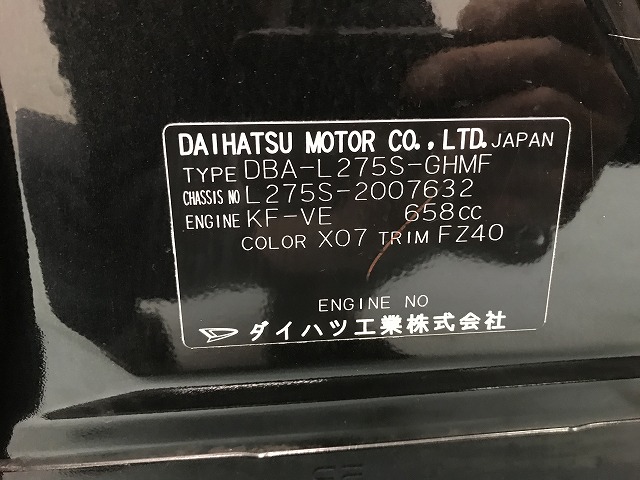 DAIHATSU MOTOR CO., LTD. JAPAN
TYPE DBA-L275S-GHMF
CHASSIS NO L275S-2007632
ENGINE KF-VE 658cc
COLOR X07 TRIM FZ40
ENGINE NO
ダイハツ工業株式会社